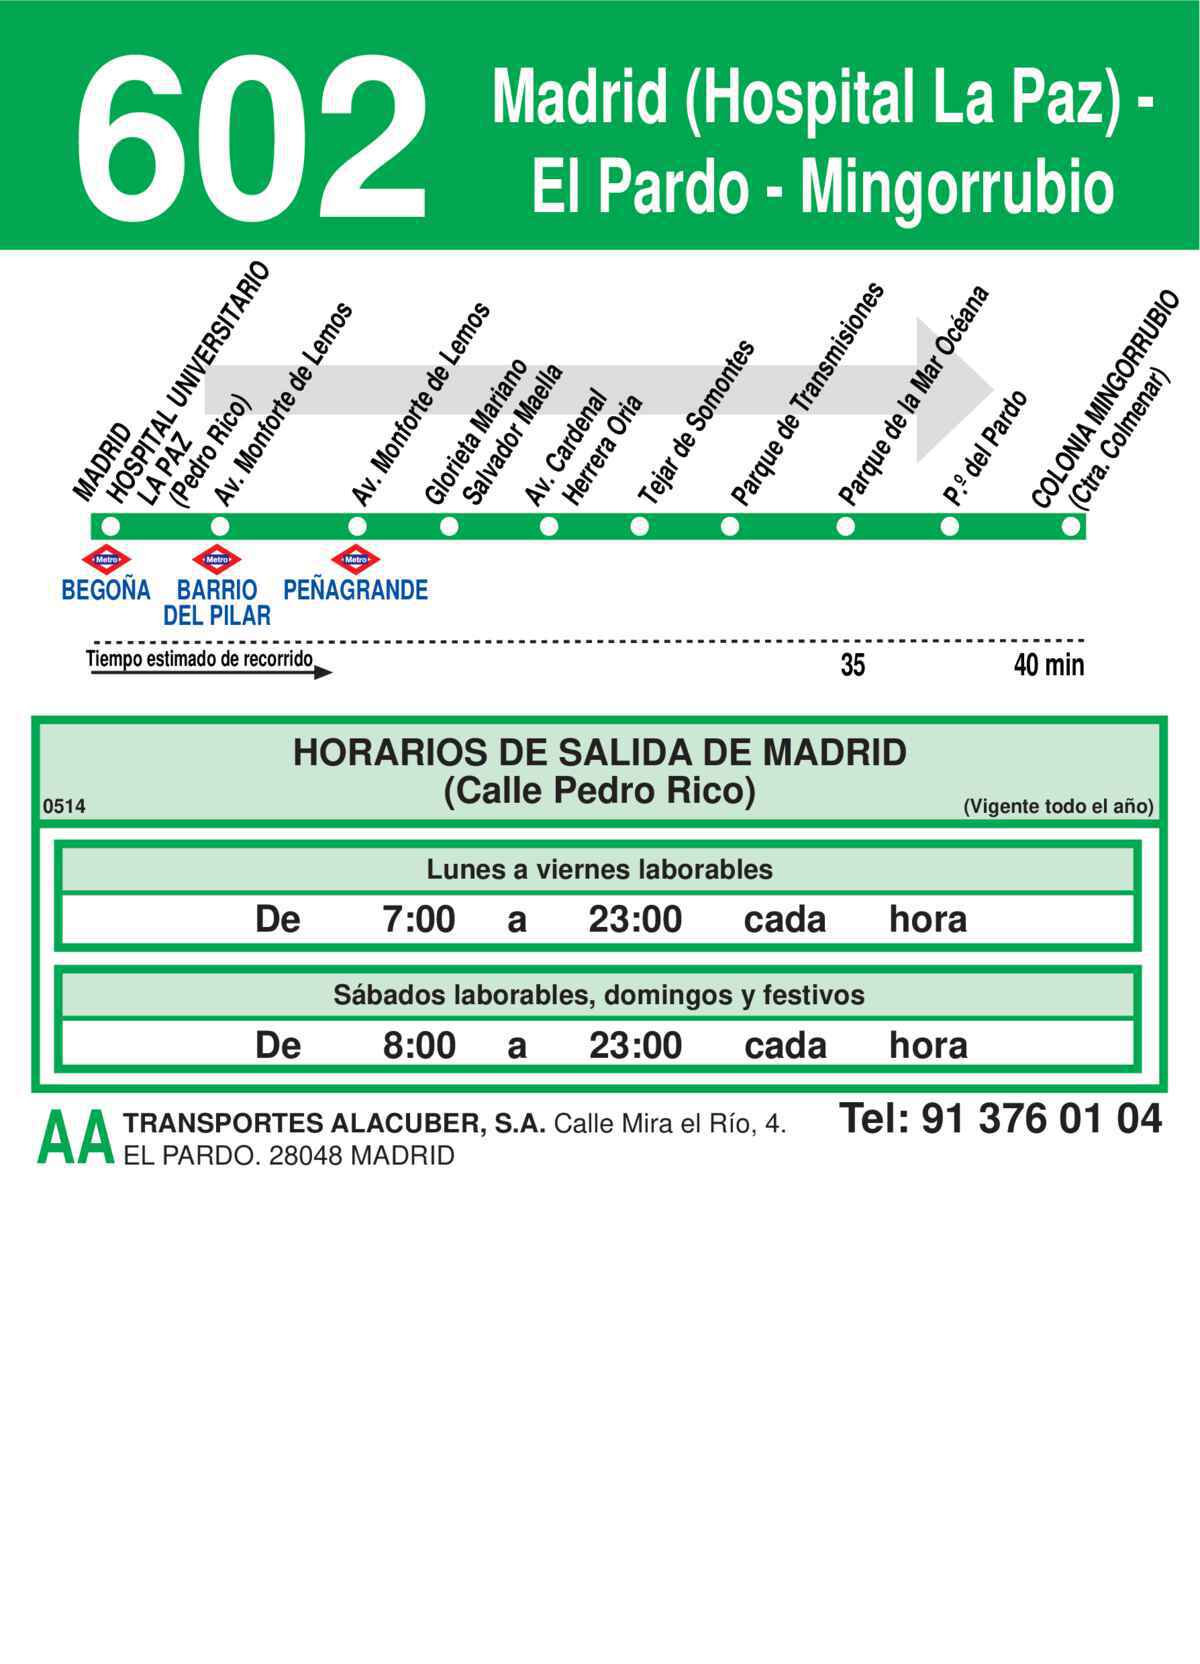 602
Madrid (Hospital La Paz) -
El Pardo - Mingorrubio
MADRID
HOSPITAL UNIVERSITARIO
LA PAZ
(Pedro Rico)
Av. Monforte de Lemos
Av. Monforte de Lemos
Glorieta Mariano
Salvador Maella
Av. Cardenal
Herrera Oria
Tejar de Somontes
Parque de Transmisiones
Parque de la Mar Océana
P.º del Pardo
COLONIA MINGORRUBIO
(Ctra. Colmenar)
Metro
Metro
Metro
BEGOÑA
BARRIO
DEL PILAR
PEÑAGRANDE
Tiempo estimado de recorrido
35
40 min
HORARIOS DE SALIDA DE MADRID
(Calle Pedro Rico)
0514
(Vigente todo el año)
Lunes a viernes laborables
De 7:00 a 23:00 cada hora
Sábados laborables, domingos y festivos
De 8:00 a 23:00 cada hora
AA
TRANSPORTES ALACUBER, S.A. Calle Mira el Río, 4.
EL PARDO. 28048 MADRID
Tel: 91 376 01 04